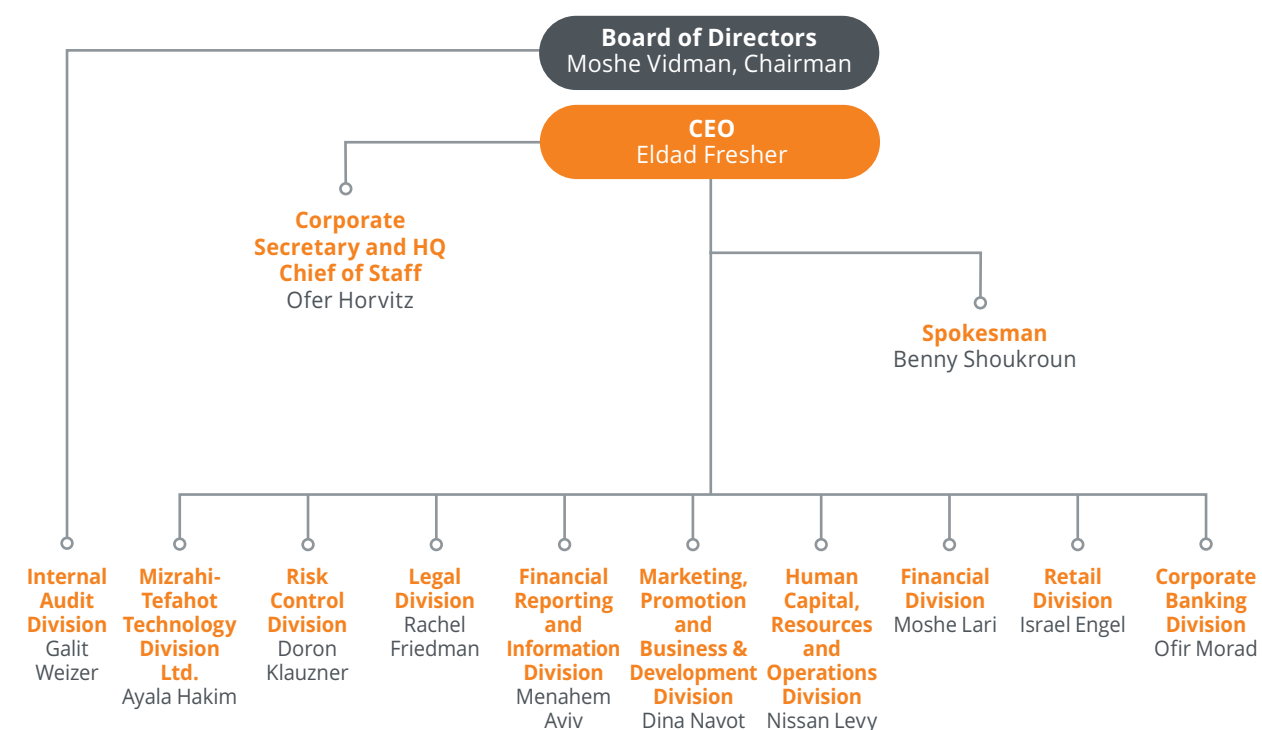 Board of Directors
Moshe Vidman, Chairman
CEO
Eldad Fresher
Corporate
Secretary and HQ
Chief of Staff
Ofer Horvitz
Spokesman
Benny Shoukroun
Internal
Audit
Division
Galit
Weizer
Mizrahi-
Tefahot
Technology
Division
Ltd.
Ayala Hakim
Risk
Control
Division
Doron
Klauzner
Legal
Division
Rachel
Friedman
Financial
Reporting
and
Information
Division
Menahem
Aviv
Marketing,
Promotion
and
Business &
Development
Division
Dina Navot
Human
Capital,
Resources
and
Operations
Division
Nissan Levy
Financial
Division
Moshe Lari
Retail
Division
Israel Engel
Corporate
Banking
Division
Ofir Morad